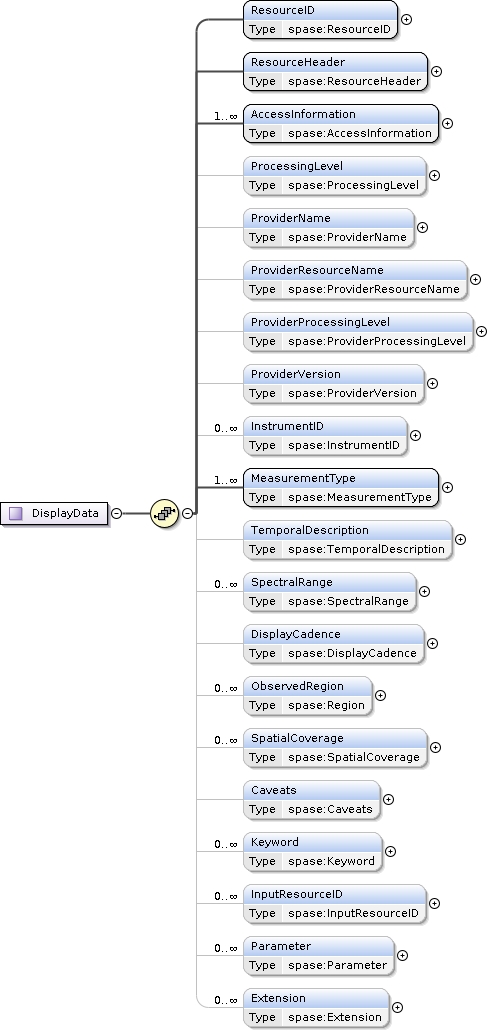 ResourceID
Type spase:ResourceID
ResourceHeader
Type spase:ResourceHeader
1..∞
AccessInformation
Type spase:AccessInformation
ProcessingLevel
Type spase:ProcessingLevel
ProviderName
Type spase:ProviderName
ProviderResourceName
Type spase:ProviderResourceName
ProviderProcessingLevel
Type spase:ProviderProcessingLevel
ProviderVersion
Type spase:ProviderVersion
0..∞
InstrumentID
Type spase:InstrumentID
1..∞
MeasurementType
Type spase:MeasurementType
DisplayData
TemporalDescription
Type spase:TemporalDescription
0..∞
SpectralRange
Type spase:SpectralRange
DisplayCadence
Type spase:DisplayCadence
0..∞
ObservedRegion
Type spase:Region
0..∞
SpatialCoverage
Type spase:SpatialCoverage
Caveats
Type spase:Caveats
0..∞
Keyword
Type spase:Keyword
0..∞
InputResourceID
Type spase:InputResourceID
0..∞
Parameter
Type spase:Parameter
0..∞
Extension
Type spase:Extension